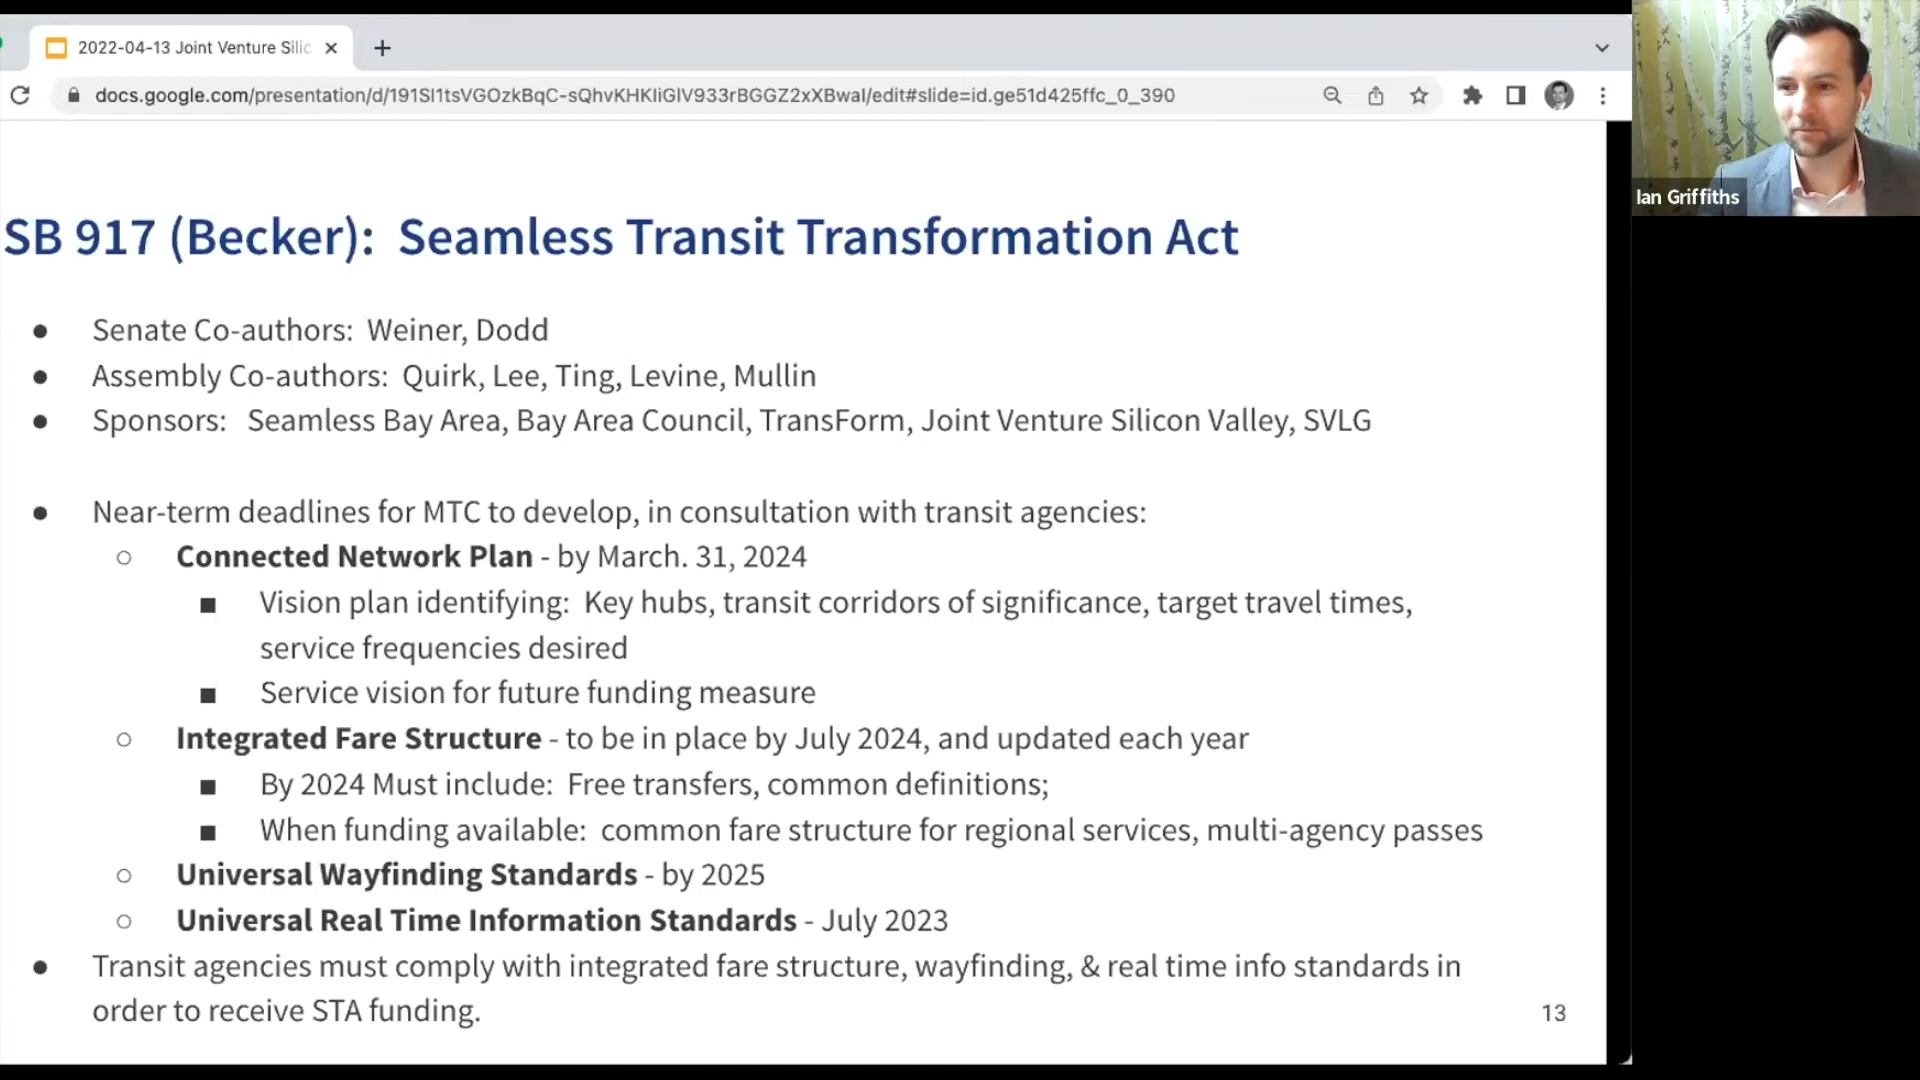 2022-04-13 Joint Venture Silic
docs.google.com/presentation/d/191SI1tsVGOzkBqC-sQhvKHKIiGIV933rBGGZ2xXBwaI/edit#slide=id.ge51d425ffc_0_390
Ian Griffiths
SB 917 (Becker): Seamless Transit Transformation Act
● Senate Co-authors: Weiner, Dodd
● Assembly Co-authors: Quirk, Lee, Ting, Levine, Mullin
● Sponsors: Seamless Bay Area, Bay Area Council, TransForm, Joint Venture Silicon Valley, SVLG
● Near-term deadlines for MTC to develop, in consultation with transit agencies:
○ Connected Network Plan - by March. 31, 2024
■ Vision plan identifying: Key hubs, transit corridors of significance, target travel times,
service frequencies desired
■ Service vision for future funding measure
○ Integrated Fare Structure - to be in place by July 2024, and updated each year
■ By 2024 Must include: Free transfers, common definitions;
■ When funding available: common fare structure for regional services, multi-agency passes
○ Universal Wayfinding Standards - by 2025
○ Universal Real Time Information Standards - July 2023
● Transit agencies must comply with integrated fare structure, wayfinding, & real time info standards in
order to receive STA funding.
13